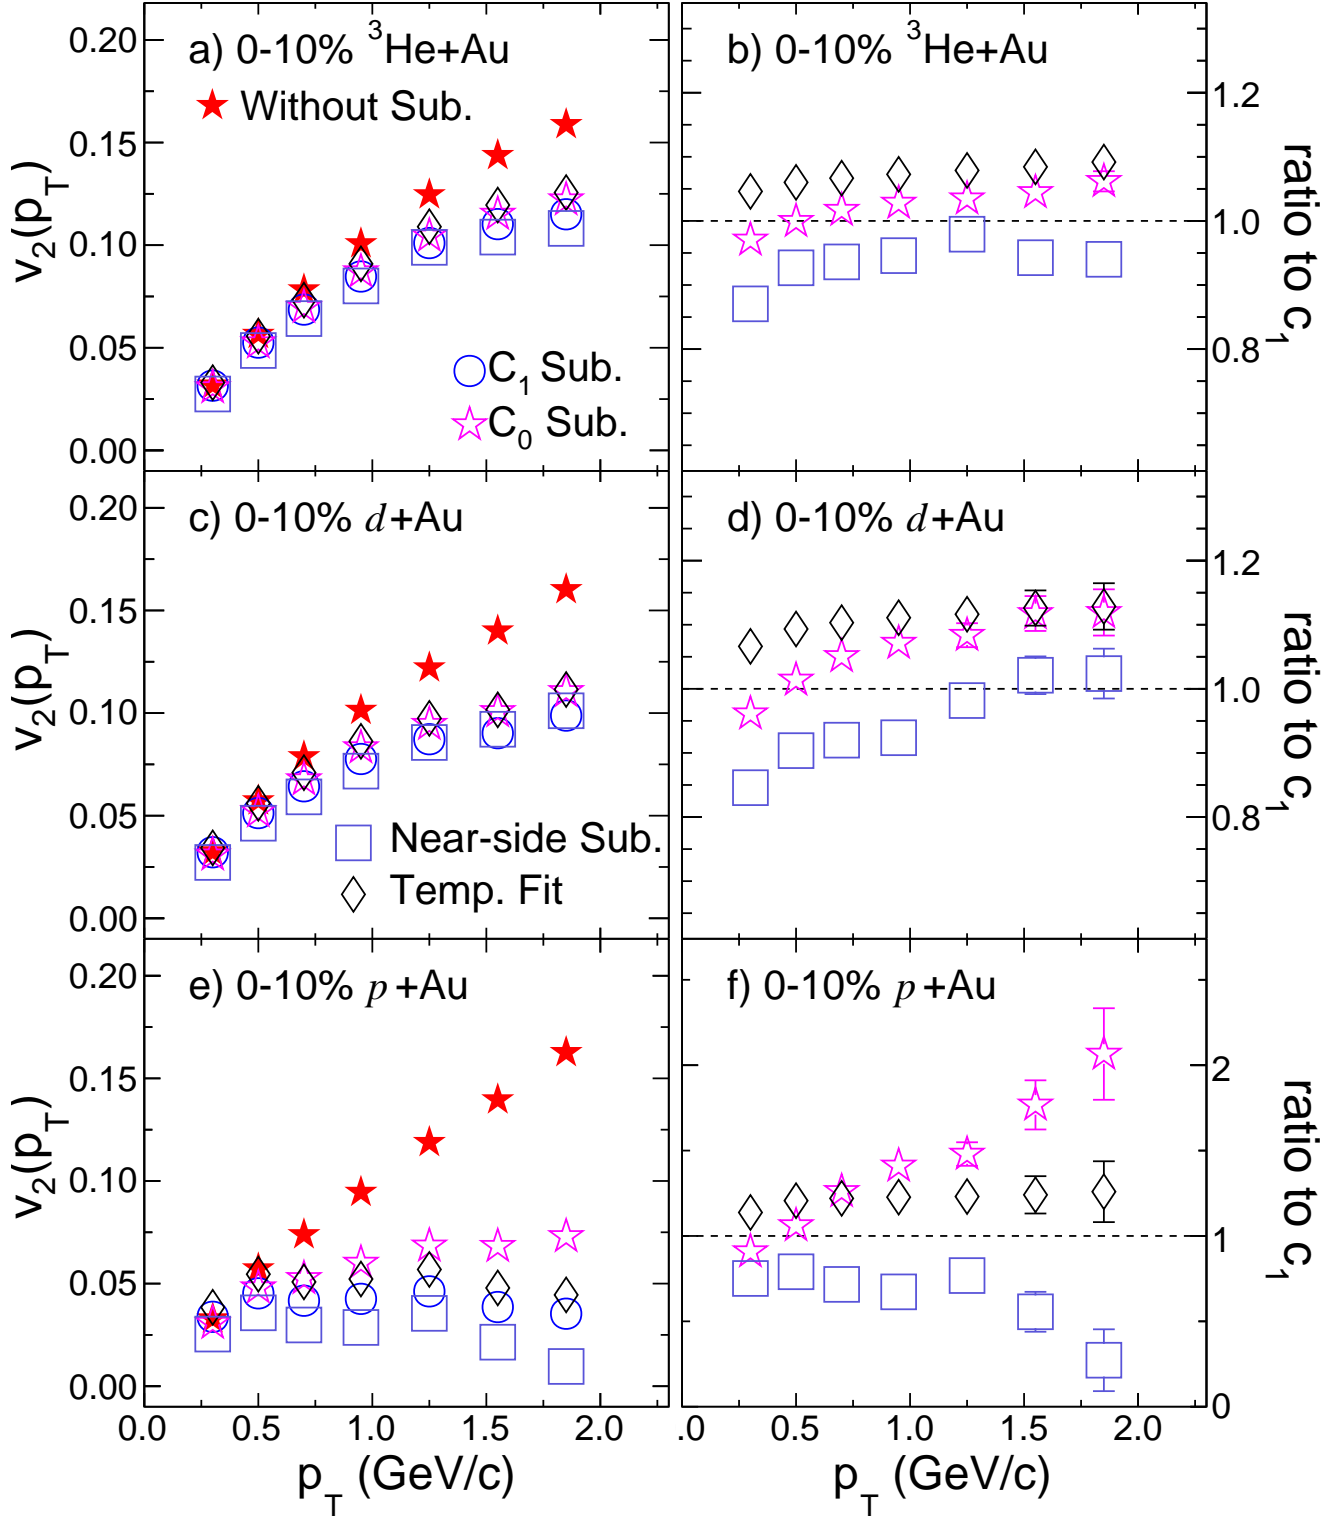 a) 0-10% ³He+Au
Without Sub.
C₁ Sub.
C₀ Sub.
v₂(p_T)
0.20
0.15
0.10
0.05
0.00
b) 0-10% ³He+Au
1.2
1.0
0.8
ratio to c₁
c) 0-10% d+Au
Near-side Sub.
Temp. Fit
v₂(p_T)
0.20
0.15
0.10
0.05
0.00
d) 0-10% d+Au
1.2
1.0
0.8
ratio to c₁
e) 0-10% p+Au
v₂(p_T)
0.20
0.15
0.10
0.05
0.00
0.0 0.5 1.0 1.5 2.0
p_T (GeV/c)
f) 0-10% p+Au
2
1
0
ratio to c₁
.0 0.5 1.0 1.5 2.0
p_T (GeV/c)